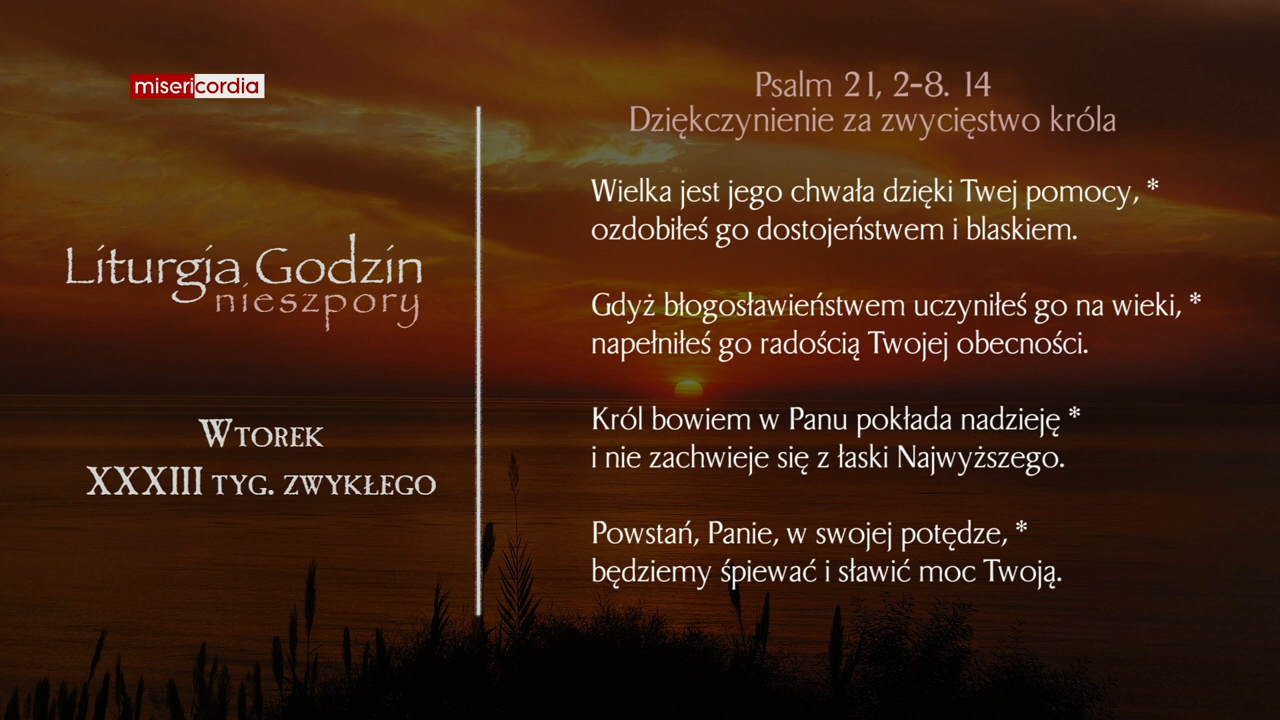 misericordia
Liturgia Godzin
nieszpory
Wtorek
XXXIII tyg. zwykłego
Psalm 21, 2-8. 14
Dziękczynienie za zwycięstwo króla
Wielka jest jego chwała dzięki Twej pomocy, *
ozdobiłeś go dostojeństwem i blaskiem.
Gdyż błogosławieństwem uczyniłeś go na wieki, *
napełniłeś go radością Twojej obecności.
Król bowiem w Panu pokłada nadzieję *
i nie zachwieje się z łaski Najwyższego.
Powstań, Panie, w swojej potędze, *
będziemy śpiewać i sławić moc Twoją.